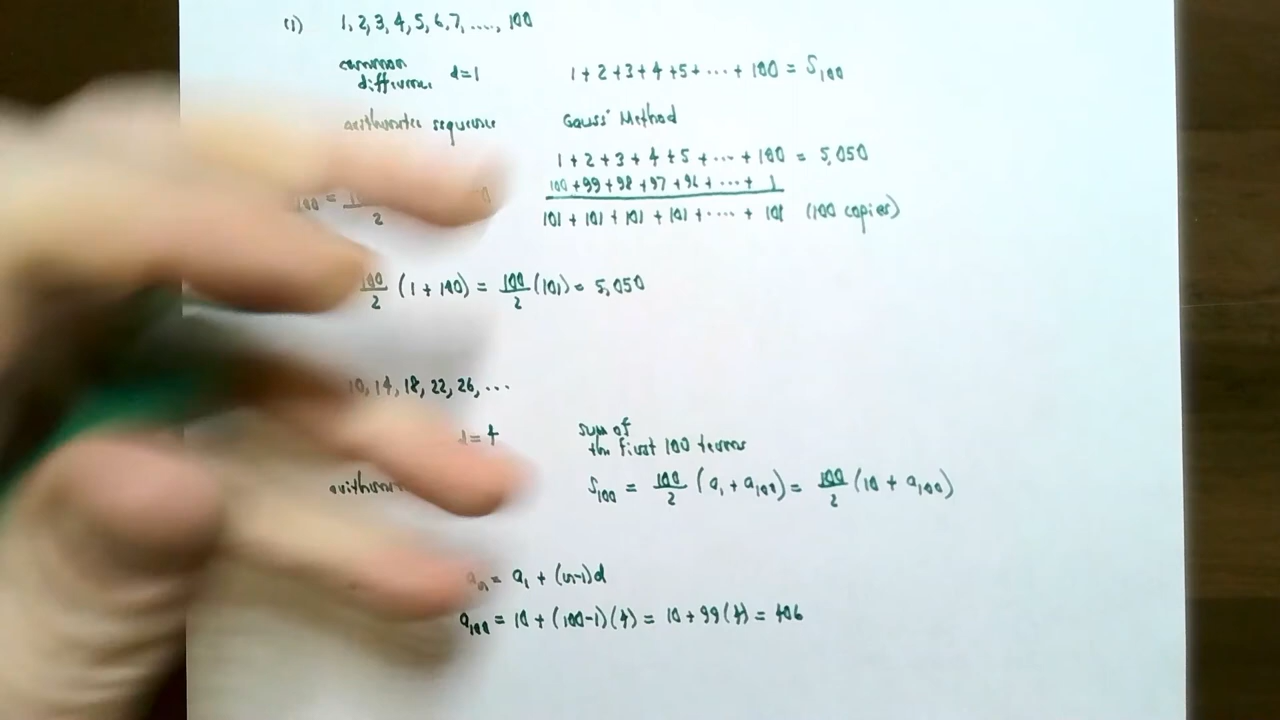 (1) 1, 2, 3, 4, 5, 6, 7, ...., 100
common
difference d=1
1 + 2 + 3 + 4 + 5 + ... + 100 = S₁₀₀
arithmetic sequence
Gauss' Method
1 + 2 + 3 + 4 + 5 + ... + 100 = 5,050
100 + 99 + 98 + 97 + 96 + ... + 1
101 + 101 + 101 + 101 + .... + 101 (100 copies)
100/2 (1 + 100) = 100/2 (101) = 5,050
10, 14, 18, 22, 26, ...
d = 4
sum of
the first 100 terms
S₁₀₀ = 100/2 (a₁ + a₁₀₀) = 100/2 (10 + a₁₀₀)
aₙ = a₁ + (n-1)d
a₁₀₀ = 10 + (100-1)(4) = 10 + 99(4) = 406